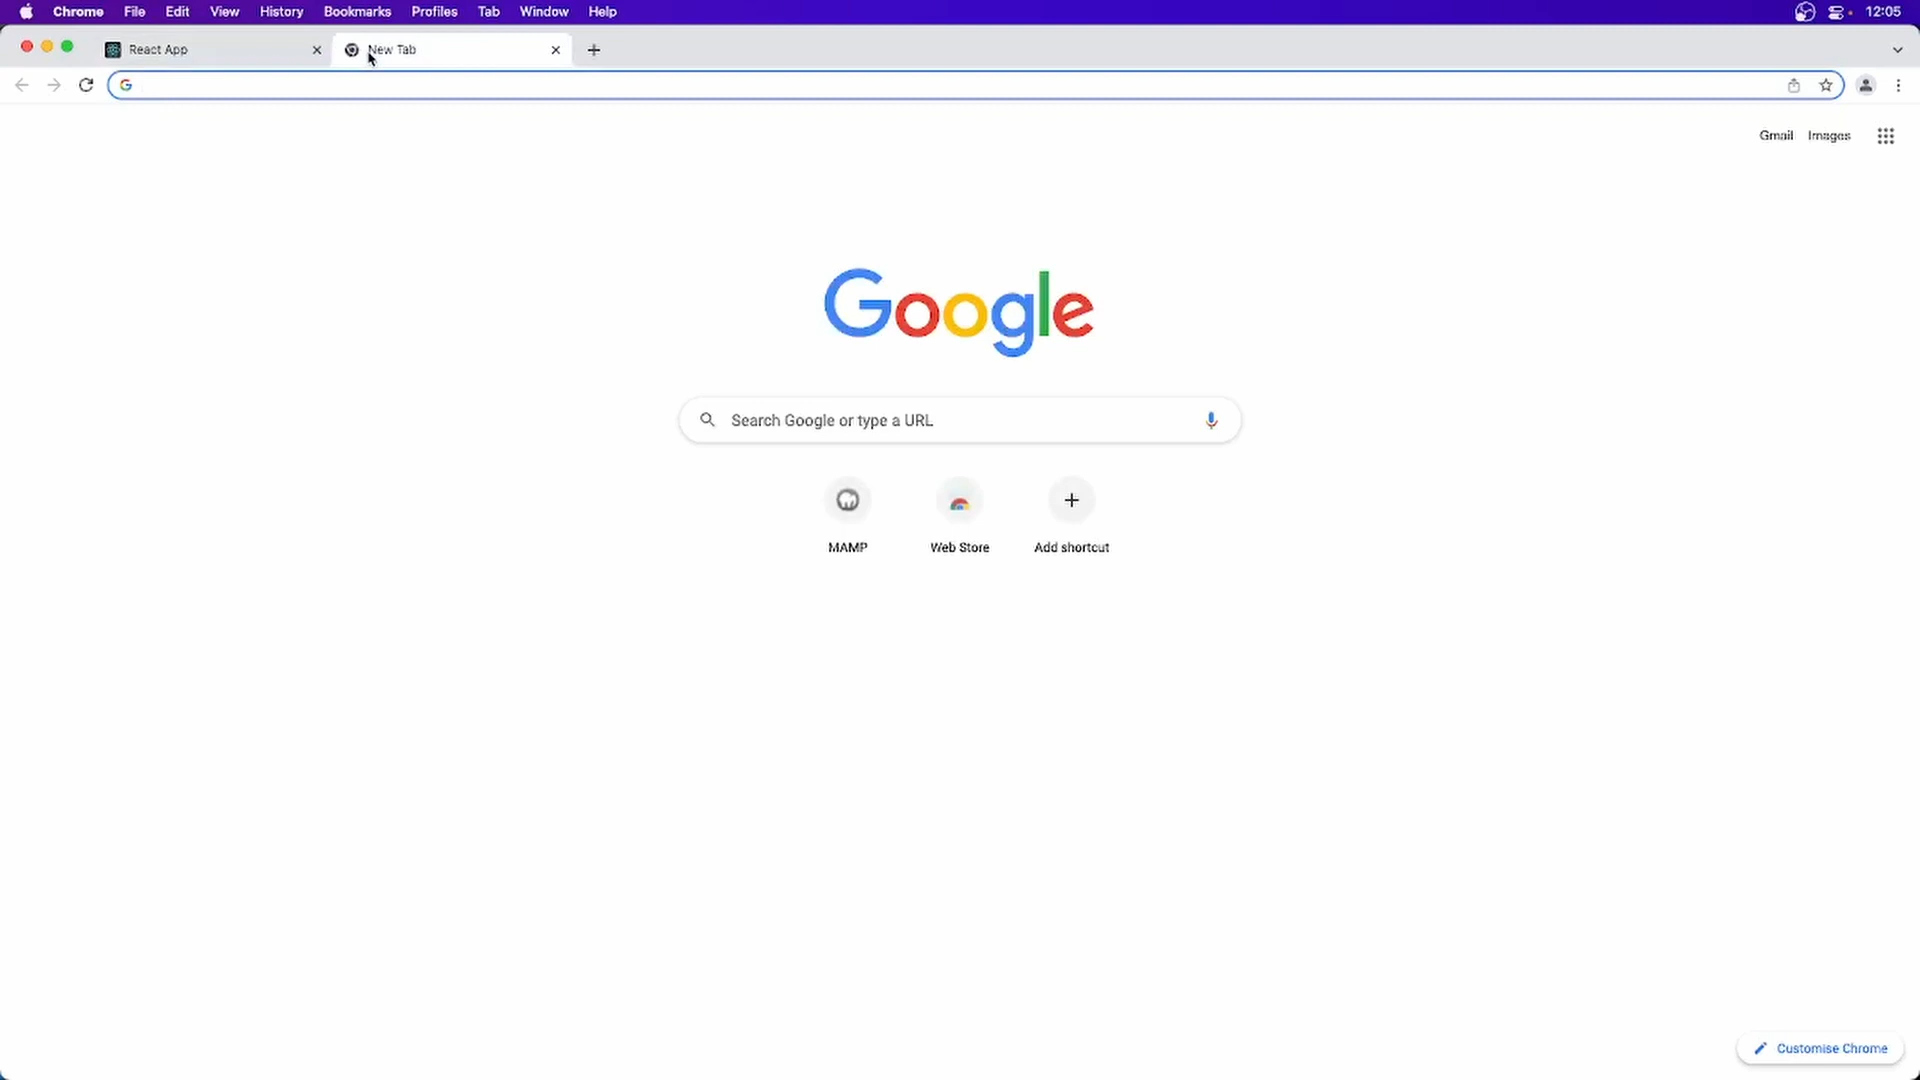 Chrome File Edit View History Bookmarks Profiles Tab Window Help 12:05
React App New Tab
Gmail Images
Google
Search Google or type a URL
MAMP Web Store Add shortcut
Customise Chrome